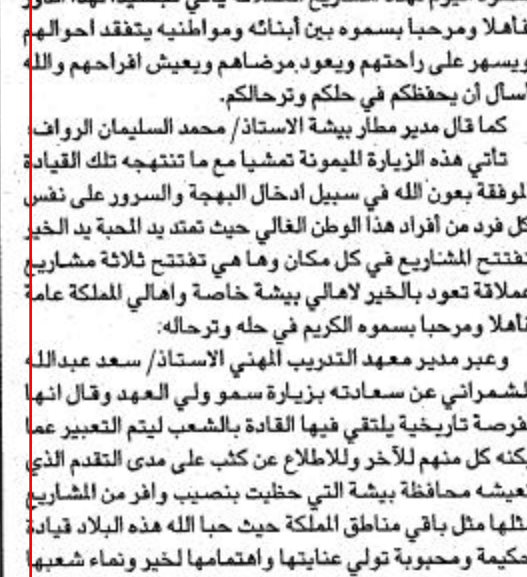 فأهلا ومرحبا بسموه بين أبنائه ومواطنيه يتفقد احوالهم
ويسهر على راحتهم ويعود مرضاهم ويعيش افراحهم والله
أسأل أن يحفظكم في حلكم وترحالكم.
كما قال مدير مطار بيشة الاستاذ/ محمد السليمان الرواف:
تأتي هذه الزيارة الميمونة تمشيا مع ما تنتهجه تلك القيادة
الموفقة بعون الله في سبيل ادخال البهجة والسرور على نفس
كل فرد من أفراد هذا الوطن الغالي حيث تمتد يد المحبة يد الخير
تفتتح المشاريع في كل مكان وها هي تفتتح ثلاثة مشاريع
عملاقة تعود بالخير لاهالي بيشة خاصة واهالي المملكة عامة
فأهلا ومرحبا بسموه الكريم في حله وترحاله.
وعبر مدير معهد التدريب المهني الاستاذ/ سعد عبدالله
الشمراني عن سعادته بزيارة سمو ولي العهد وقال انها
فرصة تاريخية يلتقي فيها القادة بالشعب ليتم التعبير عما
يكنه كل منهم للآخر وللاطلاع عن كثب على مدى التقدم الذي
تعيشه محافظة بيشة التي حظيت بنصيب وافر من المشاريع
مثلها مثل باقي مناطق المملكة حيث حبا الله هذه البلاد قيادة
حكيمة ومحبوبة تولي عنايتها واهتمامها لخير ونماء شعبها